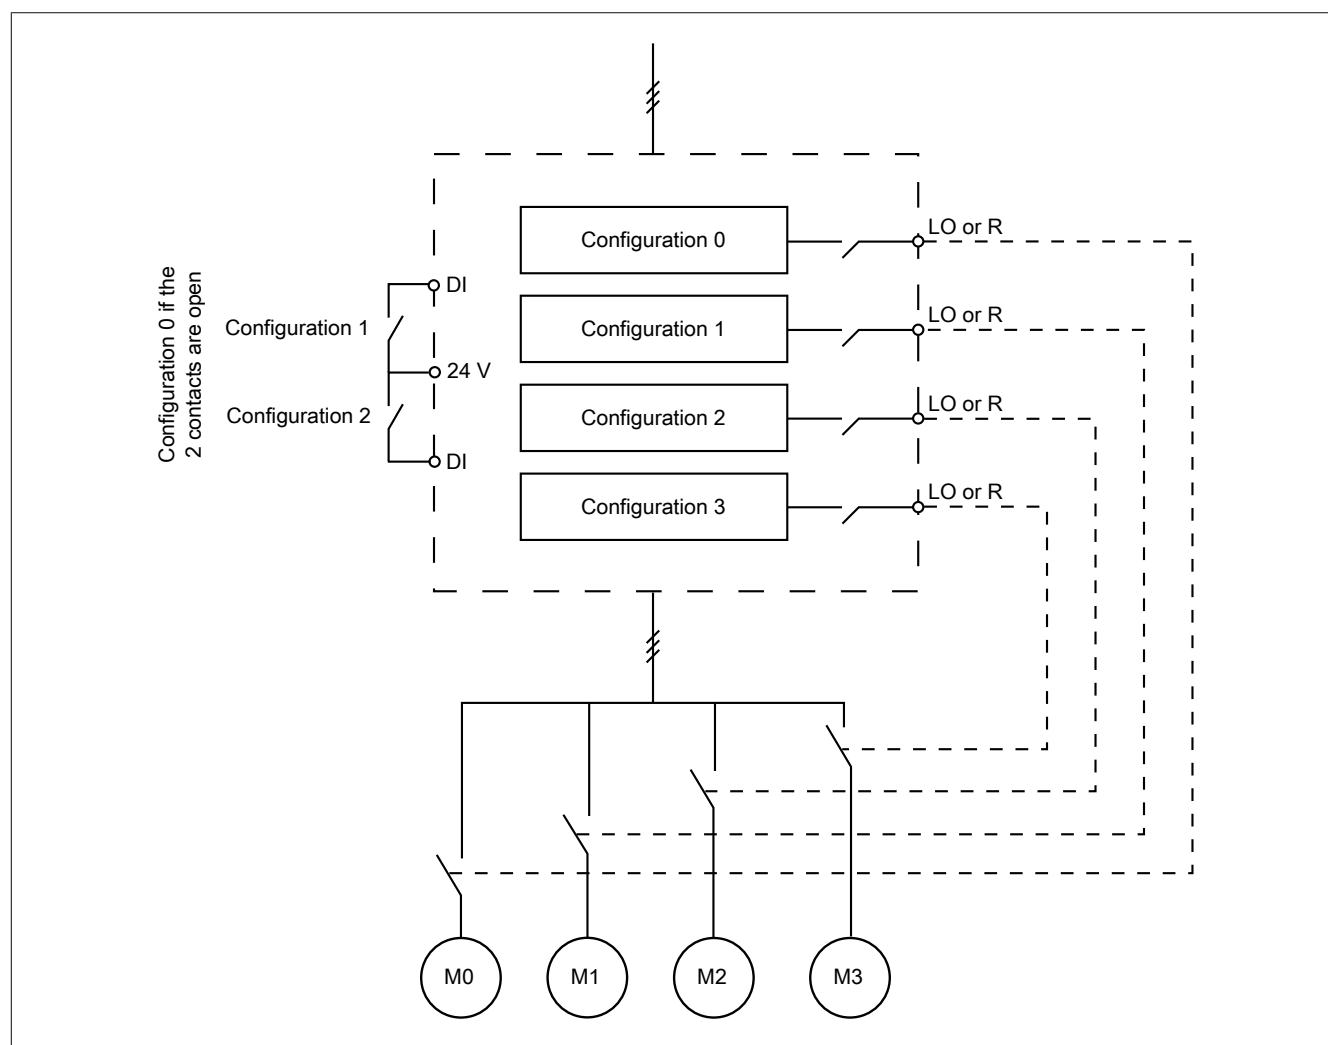 Configuration 0 if the
2 contacts are open
Configuration 1
Configuration 2
DI
24 V
DI
Configuration 0
LO or R
Configuration 1
LO or R
Configuration 2
LO or R
Configuration 3
LO or R
M0
M1
M2
M3